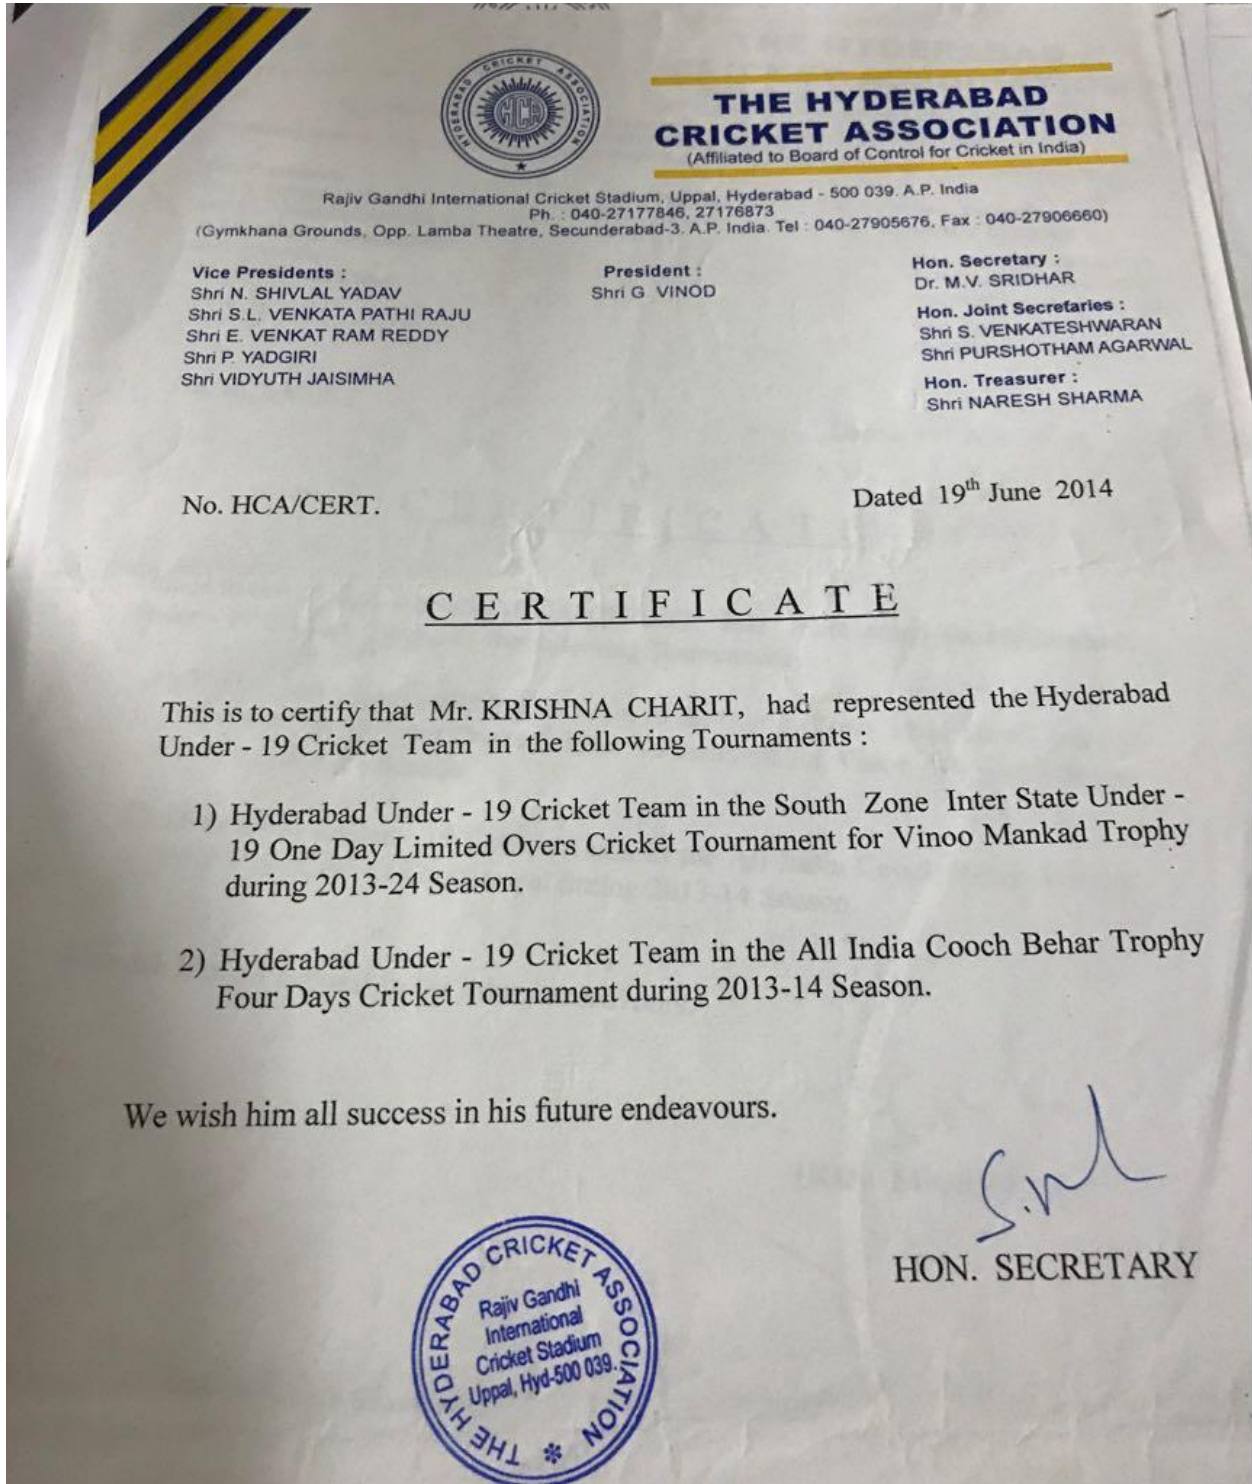 HYDERABAD CRICKET ASSOCIATION
HCA
THE HYDERABAD
CRICKET ASSOCIATION
(Affiliated to Board of Control for Cricket in India)
Rajiv Gandhi International Cricket Stadium, Uppal, Hyderabad - 500 039. A.P. India
Ph. : 040-27177846, 27176873
(Gymkhana Grounds, Opp. Lamba Theatre, Secunderabad-3. A.P. India. Tel : 040-27905676, Fax : 040-27906660)
Vice Presidents :
Shri N. SHIVLAL YADAV
Shri S.L. VENKATA PATHI RAJU
Shri E. VENKAT RAM REDDY
Shri P. YADGIRI
Shri VIDYUTH JAISIMHA
President :
Shri G VINOD
Hon. Secretary :
Dr. M.V. SRIDHAR
Hon. Joint Secretaries :
Shri S. VENKATESHWARAN
Shri PURSHOTHAM AGARWAL
Hon. Treasurer :
Shri NARESH SHARMA
No. HCA/CERT.
Dated 19th June 2014
CERTIFICATE
This is to certify that Mr. KRISHNA CHARIT, had represented the Hyderabad
Under - 19 Cricket Team in the following Tournaments :
1) Hyderabad Under - 19 Cricket Team in the South Zone Inter State Under -
19 One Day Limited Overs Cricket Tournament for Vinoo Mankad Trophy
during 2013-24 Season.
2) Hyderabad Under - 19 Cricket Team in the All India Cooch Behar Trophy
Four Days Cricket Tournament during 2013-14 Season.
We wish him all success in his future endeavours.
HON. SECRETARY
THE HYDERABAD CRICKET ASSOCIATION
Rajiv Gandhi
International
Cricket Stadium
Uppal, Hyd-500 039.